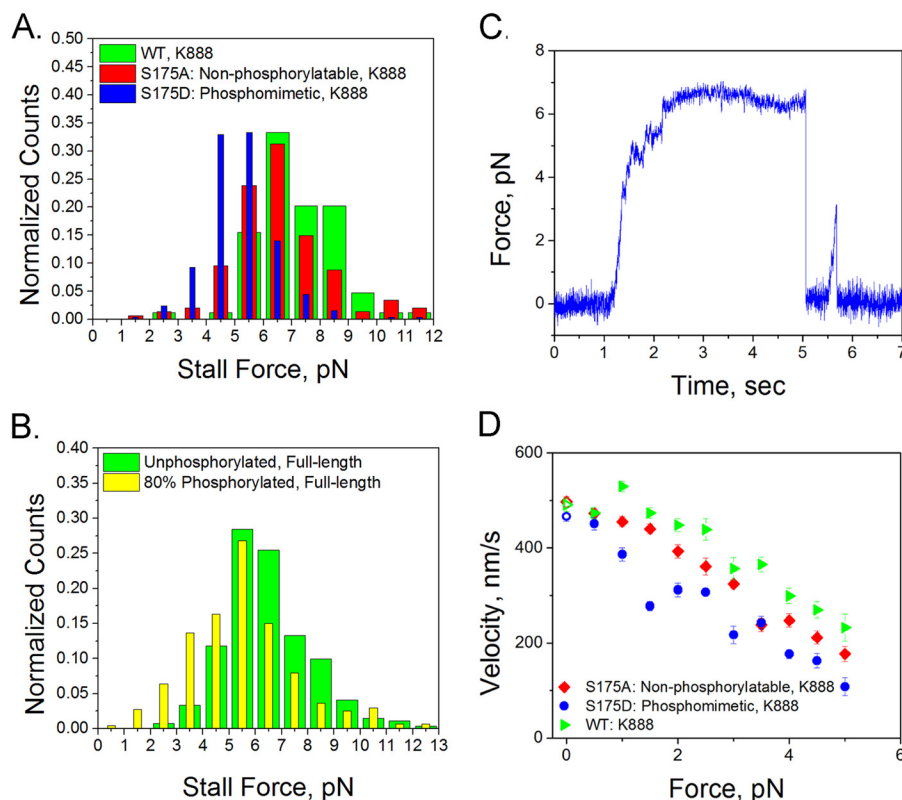 A.
0.50
0.45
0.40
0.35
0.30
0.25
0.20
0.15
0.10
0.05
0.00
Normalized Counts
WT, K888
S175A: Non-phosphorylatable, K888
S175D: Phosphomimetic, K888
0 1 2 3 4 5 6 7 8 9 10 11 12
Stall Force, pN
B.
0.40
0.35
0.30
0.25
0.20
0.15
0.10
0.05
0.00
Normalized Counts
Unphosphorylated, Full-length
80% Phosphorylated, Full-length
0 1 2 3 4 5 6 7 8 9 10 11 12 13
Stall Force, pN
C.
8
6
4
2
0
Force, pN
0 1 2 3 4 5 6 7
Time, sec
D
600
400
200
0
Velocity, nm/s
S175A: Non-phosphorylatable, K888
S175D: Phosphomimetic, K888
WT: K888
0 2 4 6
Force, pN